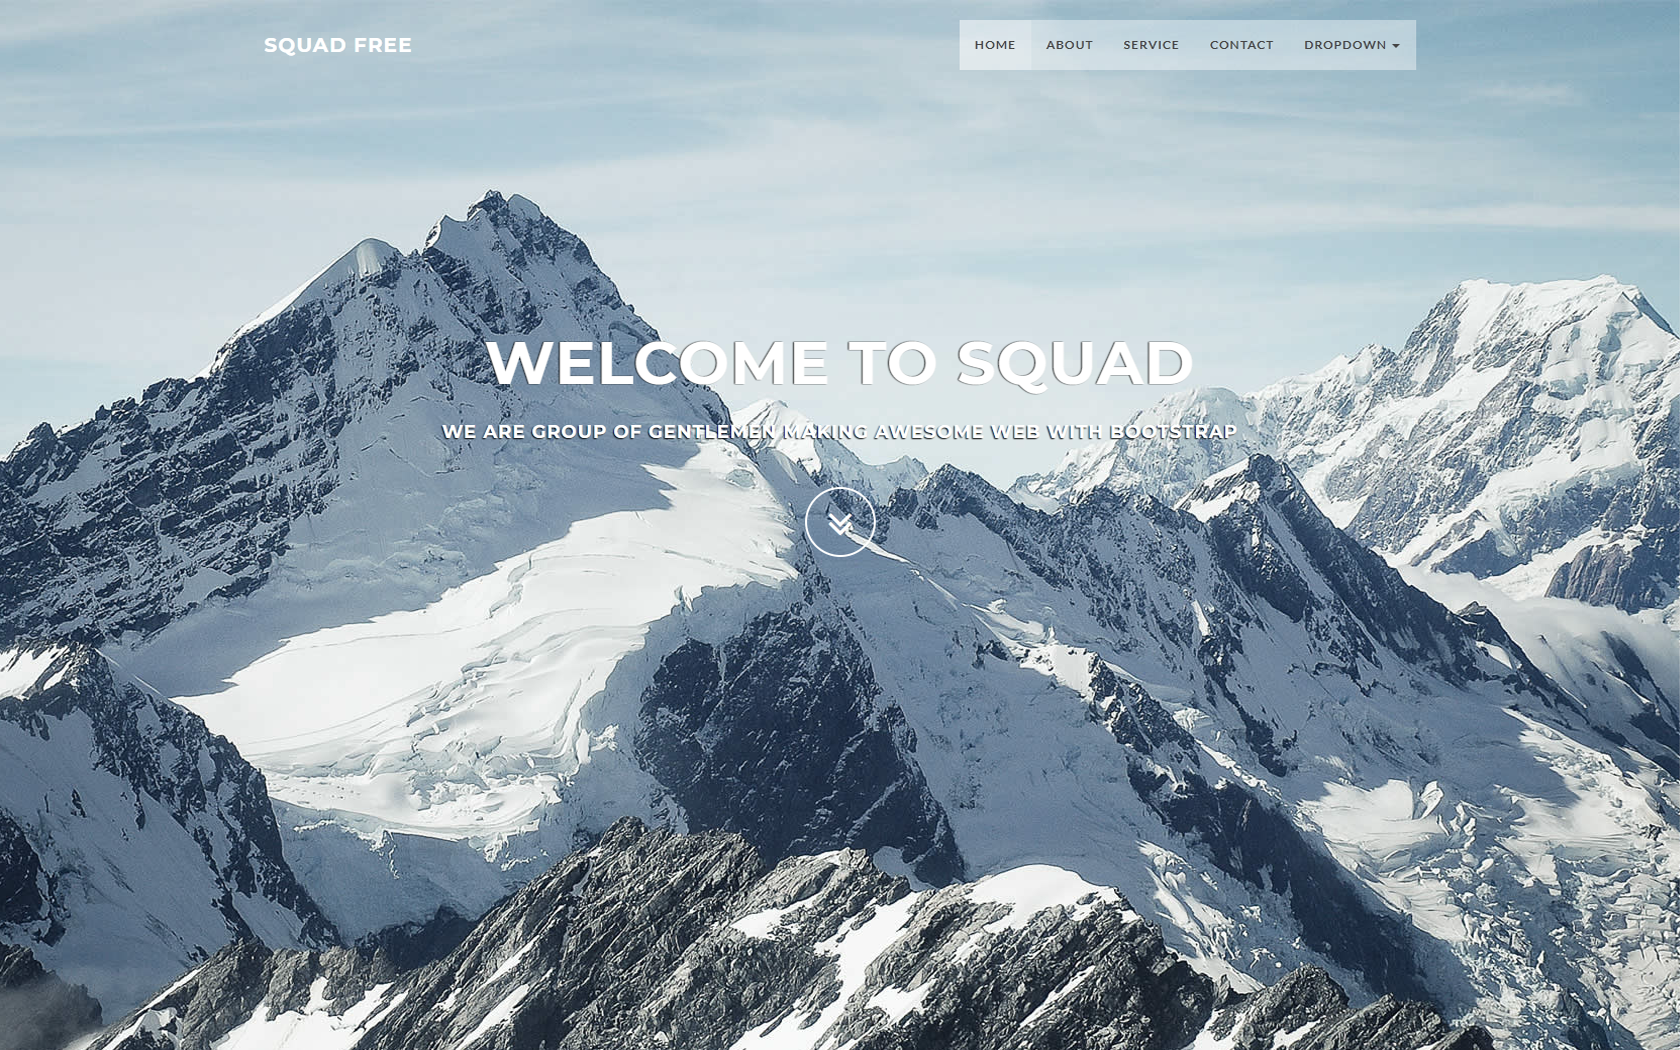 SQUAD FREE
HOME ABOUT SERVICE CONTACT DROPDOWN
WELCOME TO SQUAD
WE ARE GROUP OF GENTLEMEN MAKING AWESOME WEB WITH BOOTSTRAP